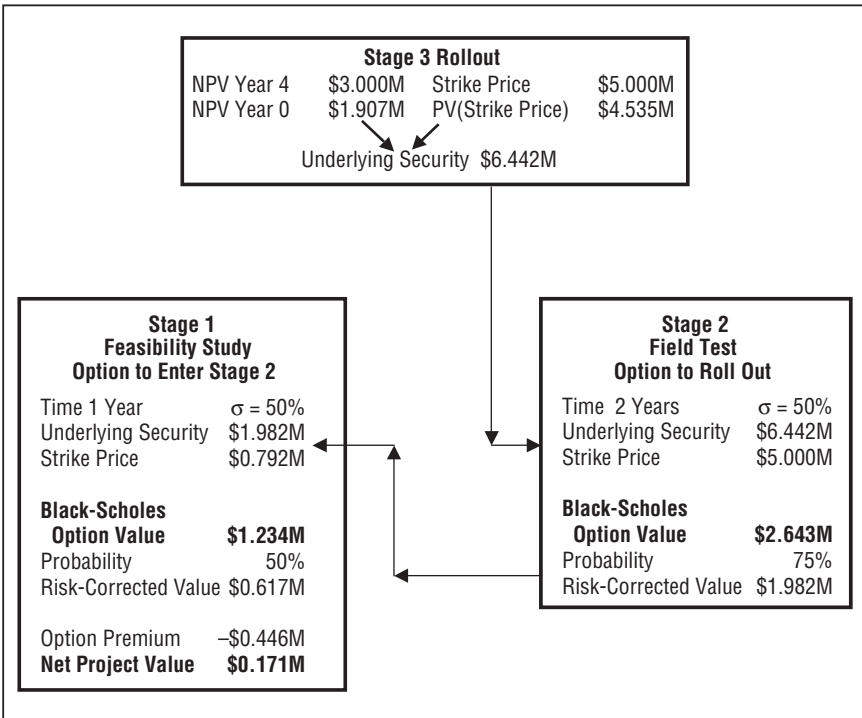 Stage 3 Rollout
NPV Year 4 $3.000M Strike Price $5.000M
NPV Year 0 $1.907M PV(Strike Price) $4.535M
Underlying Security $6.442M
Stage 1
Feasibility Study
Option to Enter Stage 2
Time 1 Year σ = 50%
Underlying Security $1.982M
Strike Price $0.792M
Black-Scholes
Option Value $1.234M
Probability 50%
Risk-Corrected Value $0.617M
Option Premium –$0.446M
Net Project Value $0.171M
Stage 2
Field Test
Option to Roll Out
Time 2 Years σ = 50%
Underlying Security $6.442M
Strike Price $5.000M
Black-Scholes
Option Value $2.643M
Probability 75%
Risk-Corrected Value $1.982M